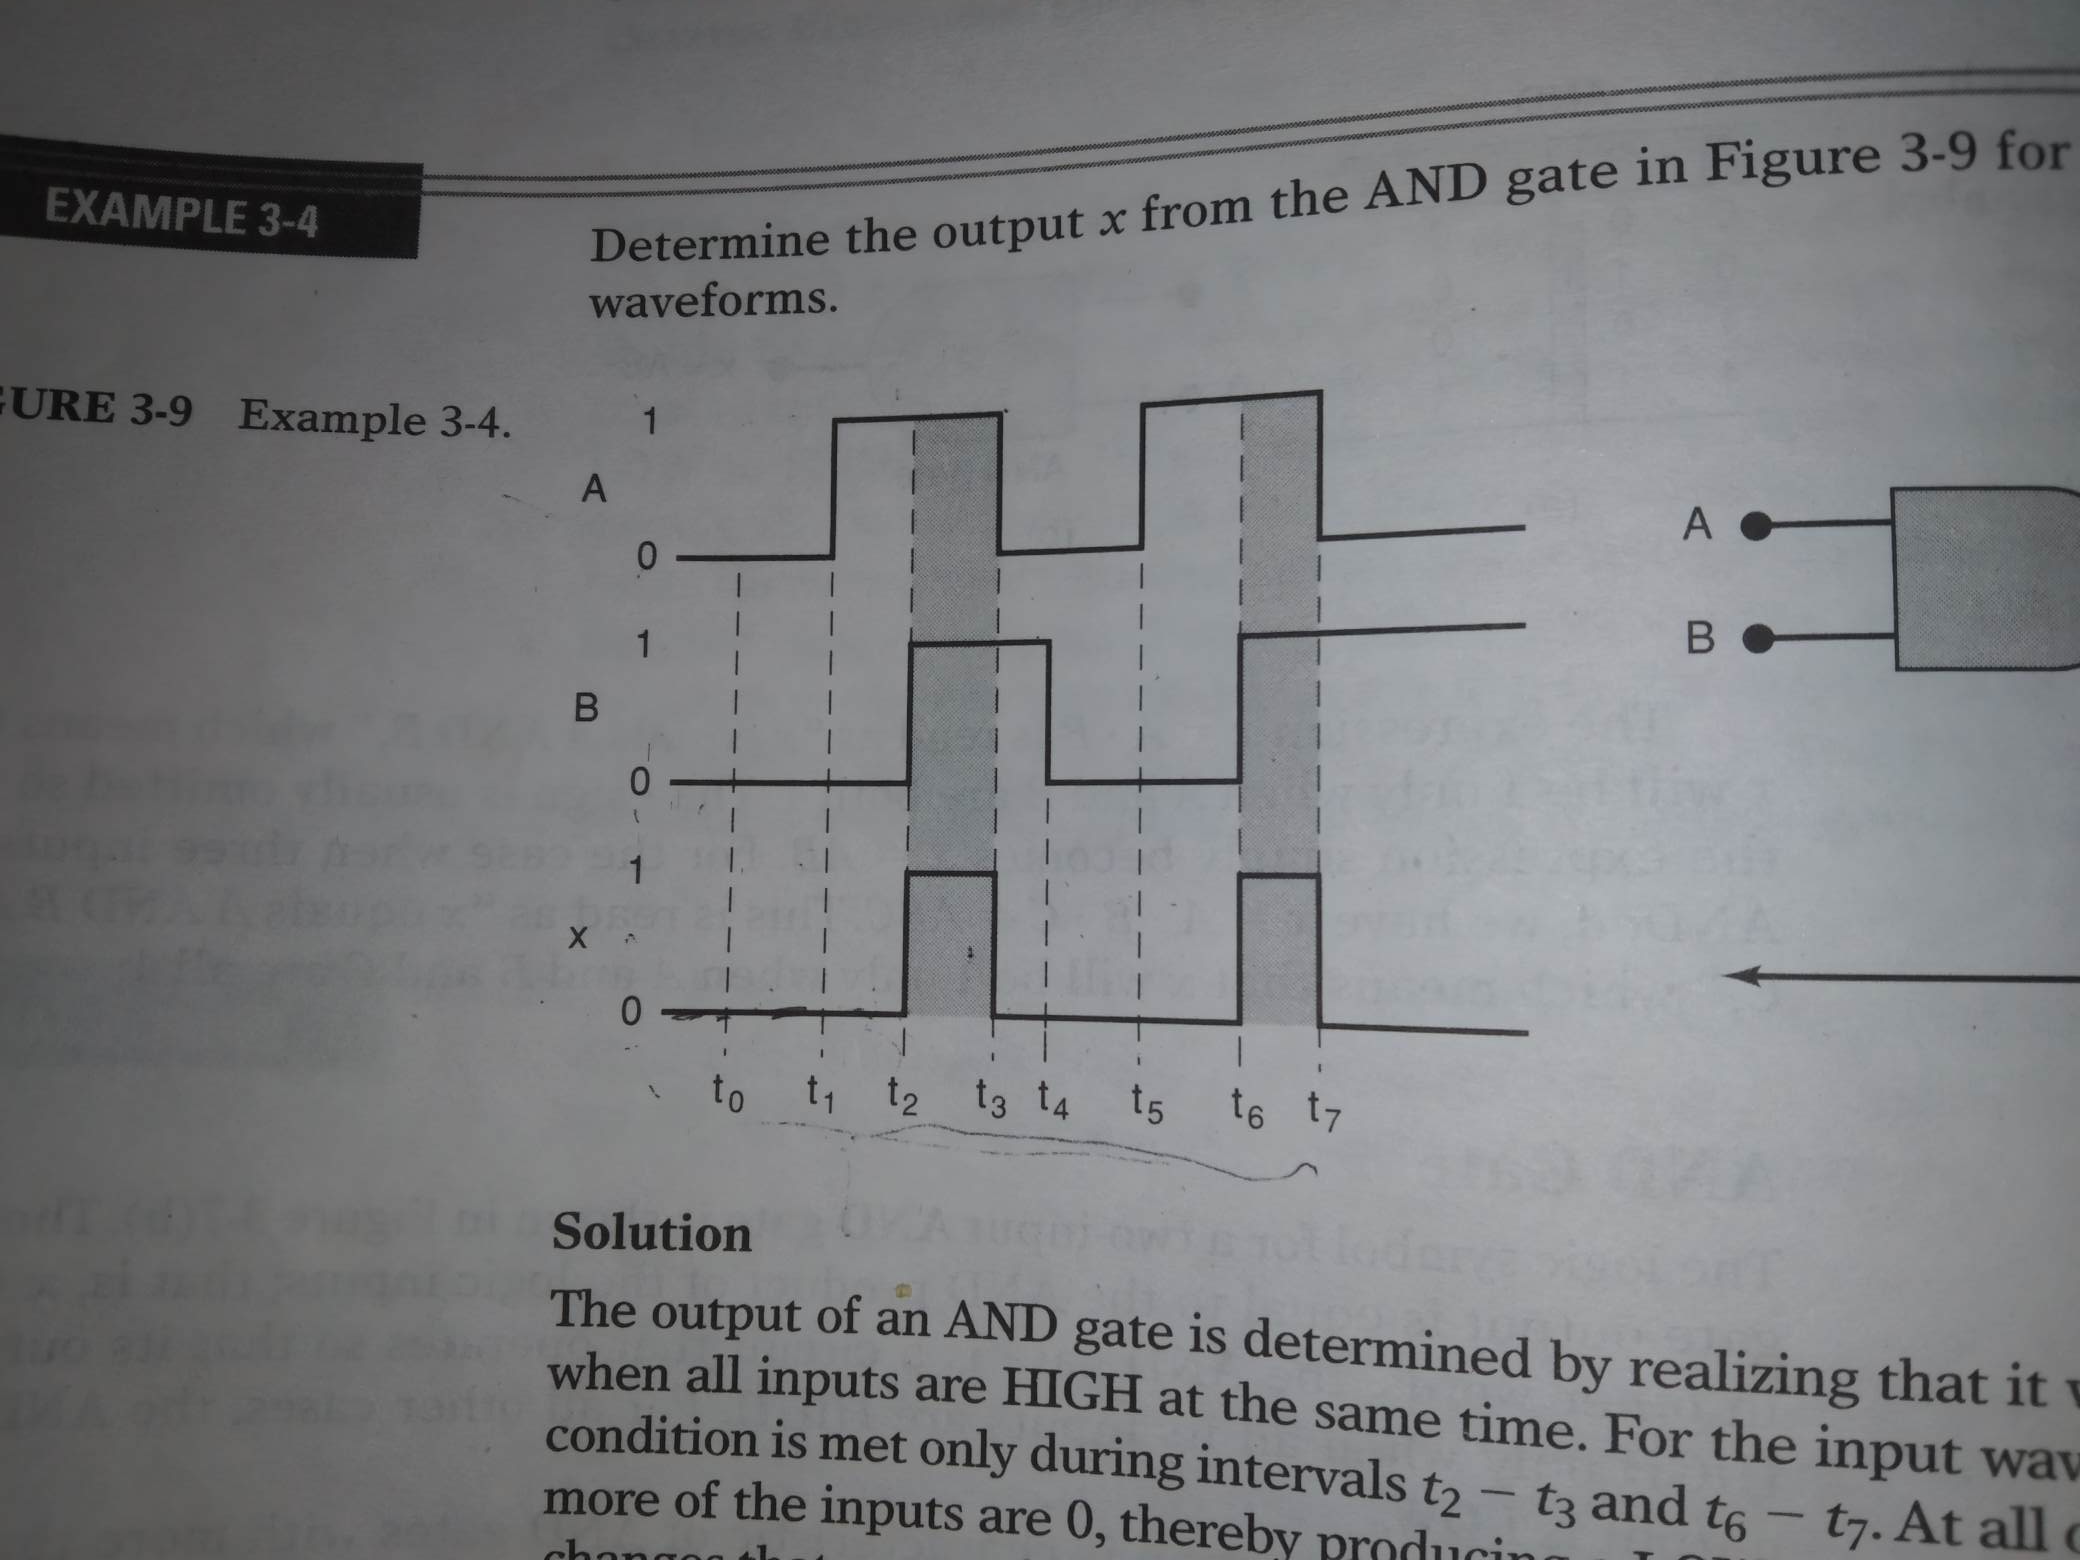 EXAMPLE 3-4
Determine the output x from the AND gate in Figure 3-9 for
waveforms.
GURE 3-9 Example 3-4.
1
A
0
1
B
0
1
x
0
t0 t1 t2 t3 t4 t5 t6 t7
A
B
Solution
The output of an AND gate is determined by realizing that it
when all inputs are HIGH at the same time. For the input wav
condition is met only during intervals t2 − t3 and t6 − t7. At all
more of the inputs are 0, thereby producing
changes that